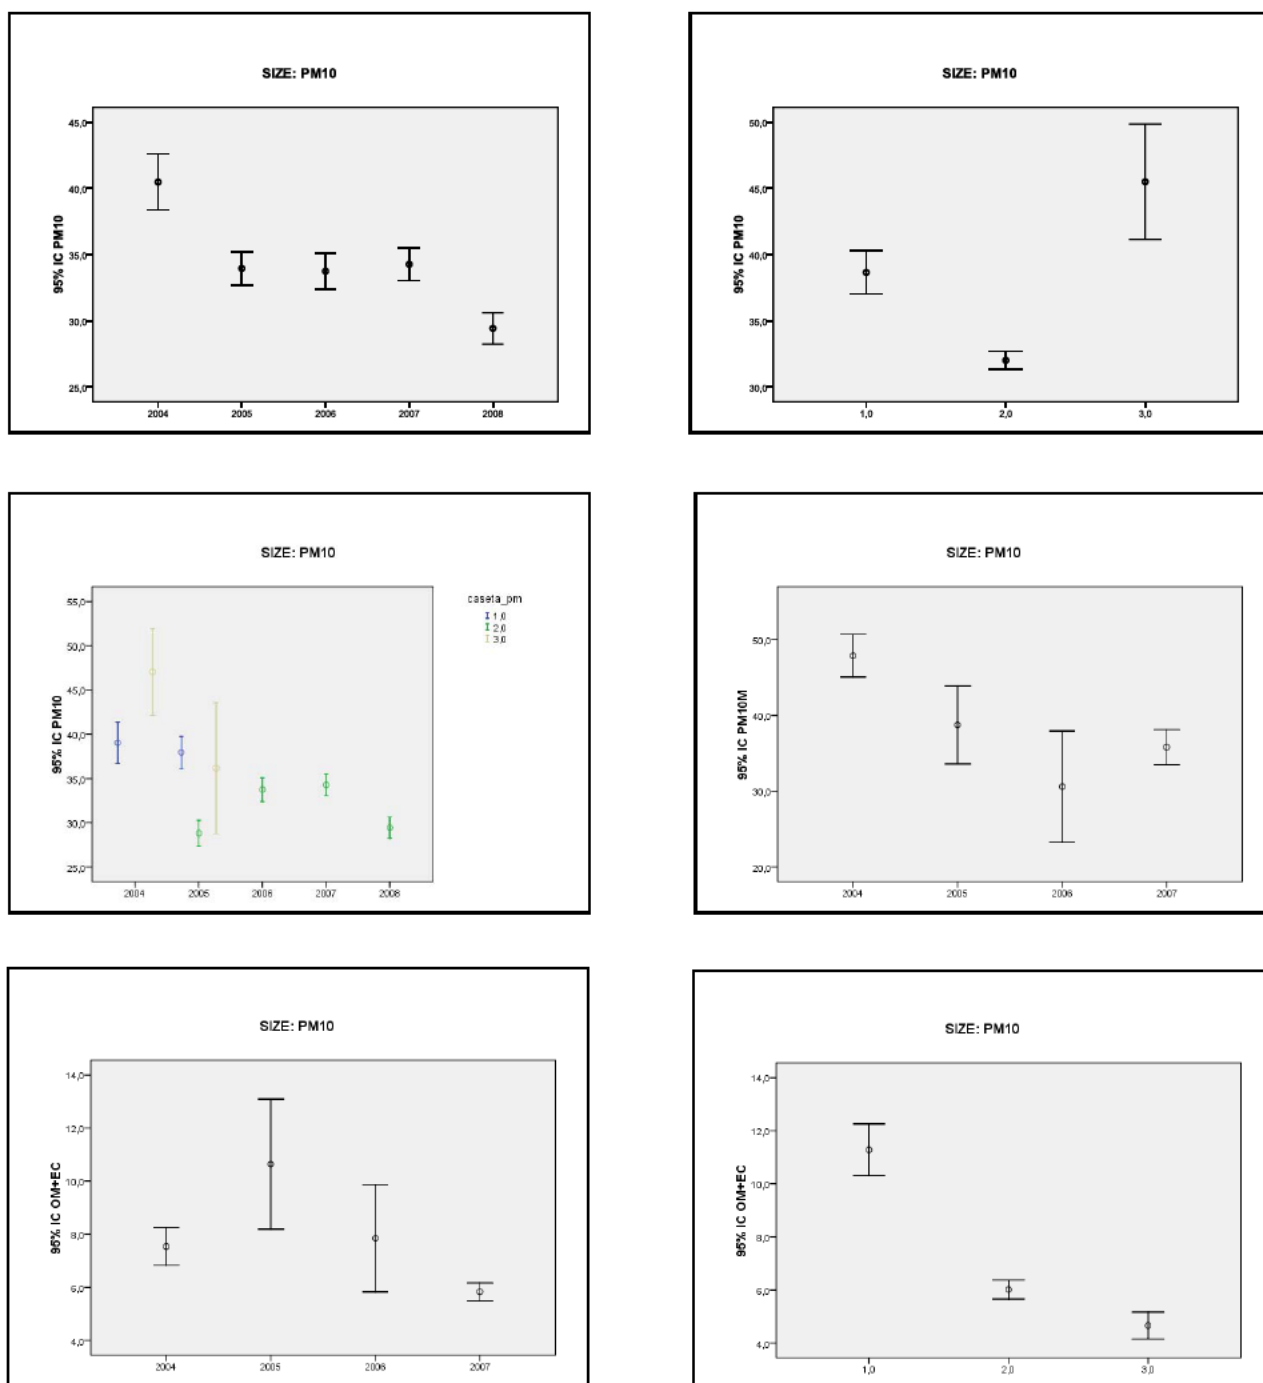 SIZE: PM10
95% IC PM10
45,0
40,0
35,0
30,0
25,0
2004 2005 2006 2007 2008
SIZE: PM10
95% IC PM10
50,0
45,0
40,0
35,0
30,0
1,0 2,0 3,0
SIZE: PM10
95% IC PM10
55,0
50,0
45,0
40,0
35,0
30,0
25,0
2004 2005 2006 2007 2008
caseta_pm
1,0
2,0
3,0
SIZE: PM10
95% IC PM10M
50,0
40,0
30,0
20,0
2004 2005 2006 2007
SIZE: PM10
95% IC OM+EC
14,0
12,0
10,0
8,0
6,0
4,0
2004 2005 2006 2007
SIZE: PM10
95% IC OM+EC
14,0
12,0
10,0
8,0
6,0
4,0
1,0 2,0 3,0